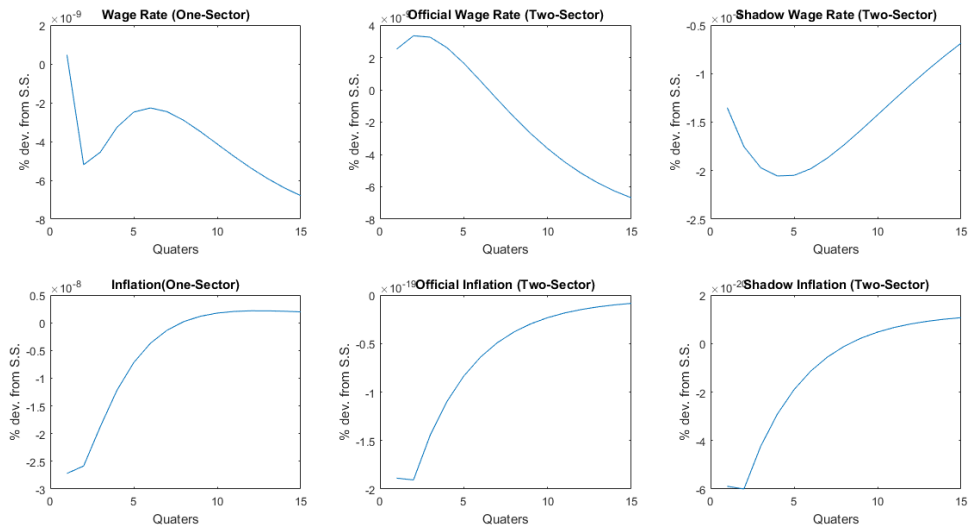 Wage Rate (One-Sector)
×10⁻⁹
% dev. from S.S.
2
0
-2
-4
-6
-8
0 5 10 15
Quaters
Official Wage Rate (Two-Sector)
% dev. from S.S.
4
2
0
-2
-4
-6
-8
0 5 10 15
Quaters
Shadow Wage Rate (Two-Sector)
% dev. from S.S.
-0.5
-1
-1.5
-2
-2.5
0 5 10 15
Quaters
Inflation(One-Sector)
×10⁻⁸
% dev. from S.S.
0.5
0
-0.5
-1
-1.5
-2
-2.5
-3
0 5 10 15
Quaters
Official Inflation (Two-Sector)
×10⁻¹⁹
% dev. from S.S.
0
-0.5
-1
-1.5
-2
0 5 10 15
Quaters
Shadow Inflation (Two-Sector)
% dev. from S.S.
2
0
-2
-4
-6
0 5 10 15
Quaters